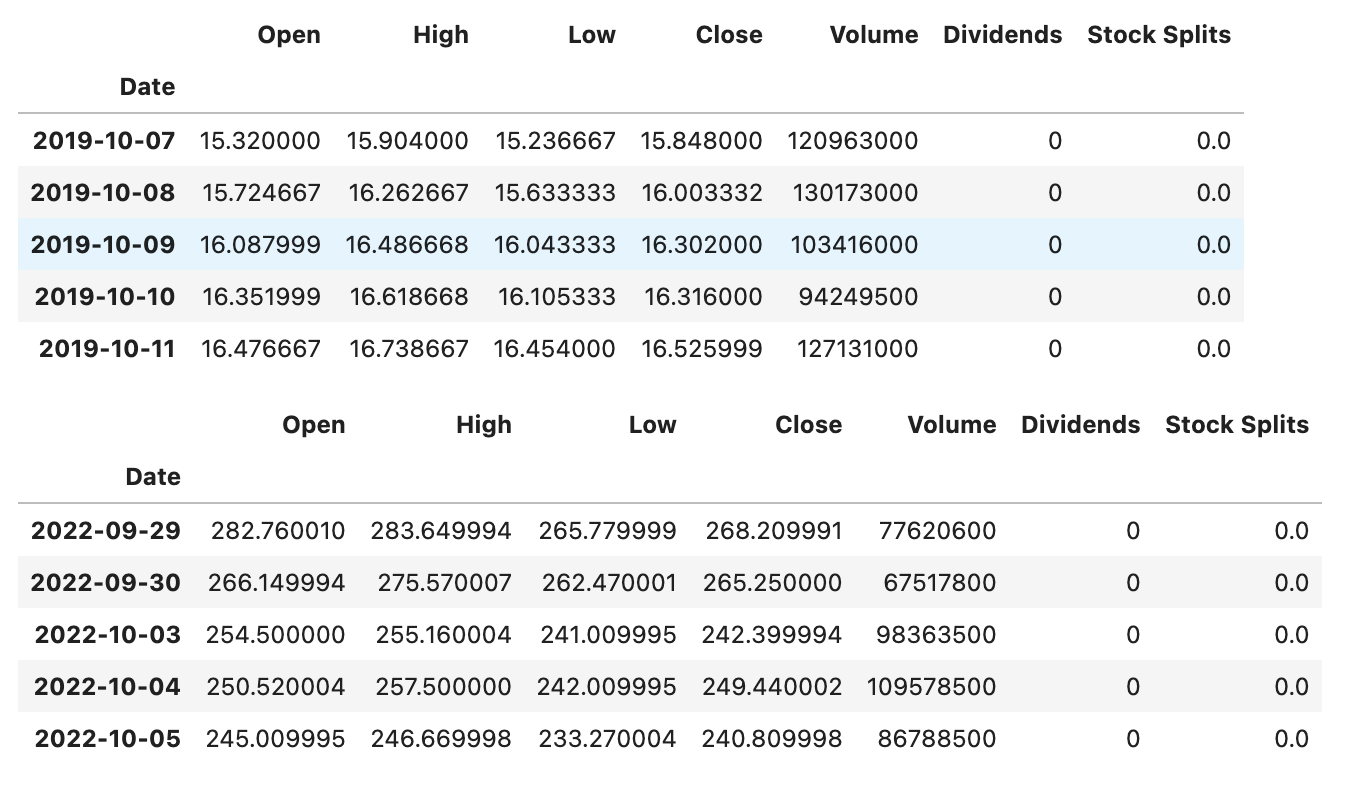 Open High Low Close Volume Dividends Stock Splits
Date
2019-10-07 15.320000 15.904000 15.236667 15.848000 120963000 0 0.0
2019-10-08 15.724667 16.262667 15.633333 16.003332 130173000 0 0.0
2019-10-09 16.087999 16.486668 16.043333 16.302000 103416000 0 0.0
2019-10-10 16.351999 16.618668 16.105333 16.316000 94249500 0 0.0
2019-10-11 16.476667 16.738667 16.454000 16.525999 127131000 0 0.0
Open High Low Close Volume Dividends Stock Splits
Date
2022-09-29 282.760010 283.649994 265.779999 268.209991 77620600 0 0.0
2022-09-30 266.149994 275.570007 262.470001 265.250000 67517800 0 0.0
2022-10-03 254.500000 255.160004 241.009995 242.399994 98363500 0 0.0
2022-10-04 250.520004 257.500000 242.009995 249.440002 109578500 0 0.0
2022-10-05 245.009995 246.669998 233.270004 240.809998 86788500 0 0.0